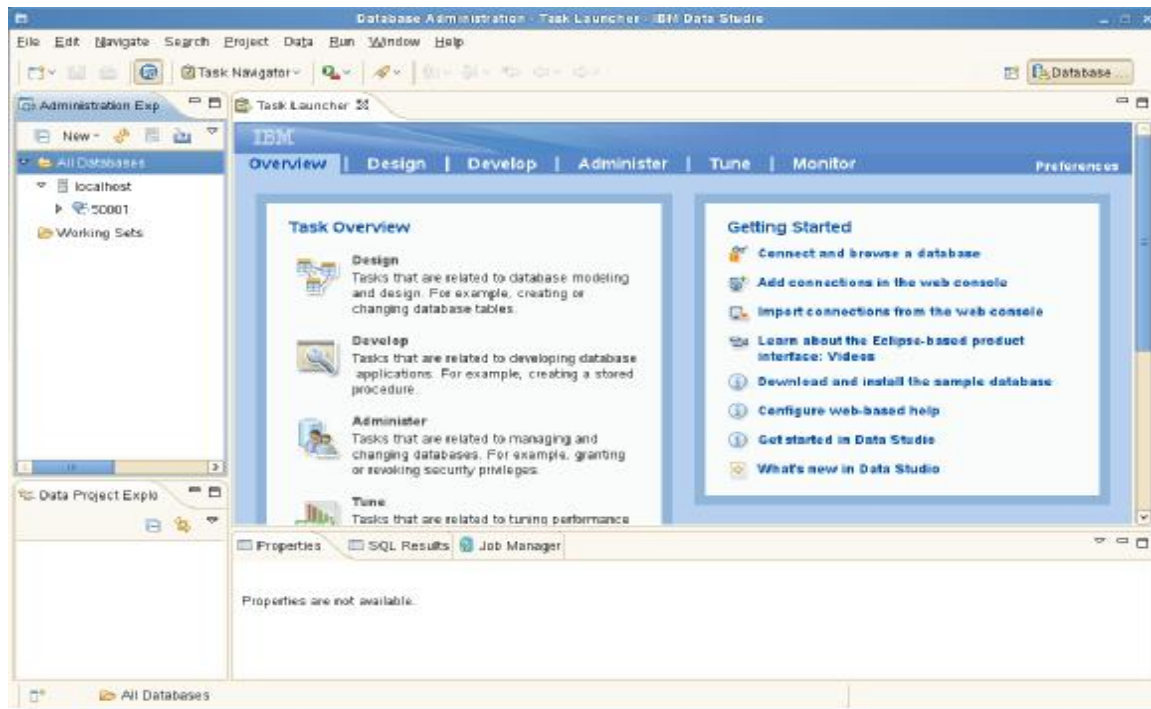 Database Administration - Task Launcher - IBM Data Studio
File Edit Navigate Search Project Data Run Window Help
Task Navigator
Database ...
Administration Exp
New
All Databases
localhost
50001
Working Sets
Task Launcher
IBM
Overview | Design | Develop | Administer | Tune | Monitor
Preferences
Task Overview
Design
Tasks that are related to database modeling
and design. For example, creating or
changing database tables.
Develop
Tasks that are related to developing database
applications. For example, creating a stored
procedure.
Administer
Tasks that are related to managing and
changing databases. For example, granting
or revoking security privileges.
Tune
Tasks that are related to tuning performance
Getting Started
Connect and browse a database
Add connections in the web console
Import connections from the web console
Learn about the Eclipse-based product
interface: Videos
Download and install the sample database
Configure web-based help
Get started in Data Studio
What's new in Data Studio
Data Project Explo
Properties
SQL Results
Job Manager
Properties are not available.
All Databases